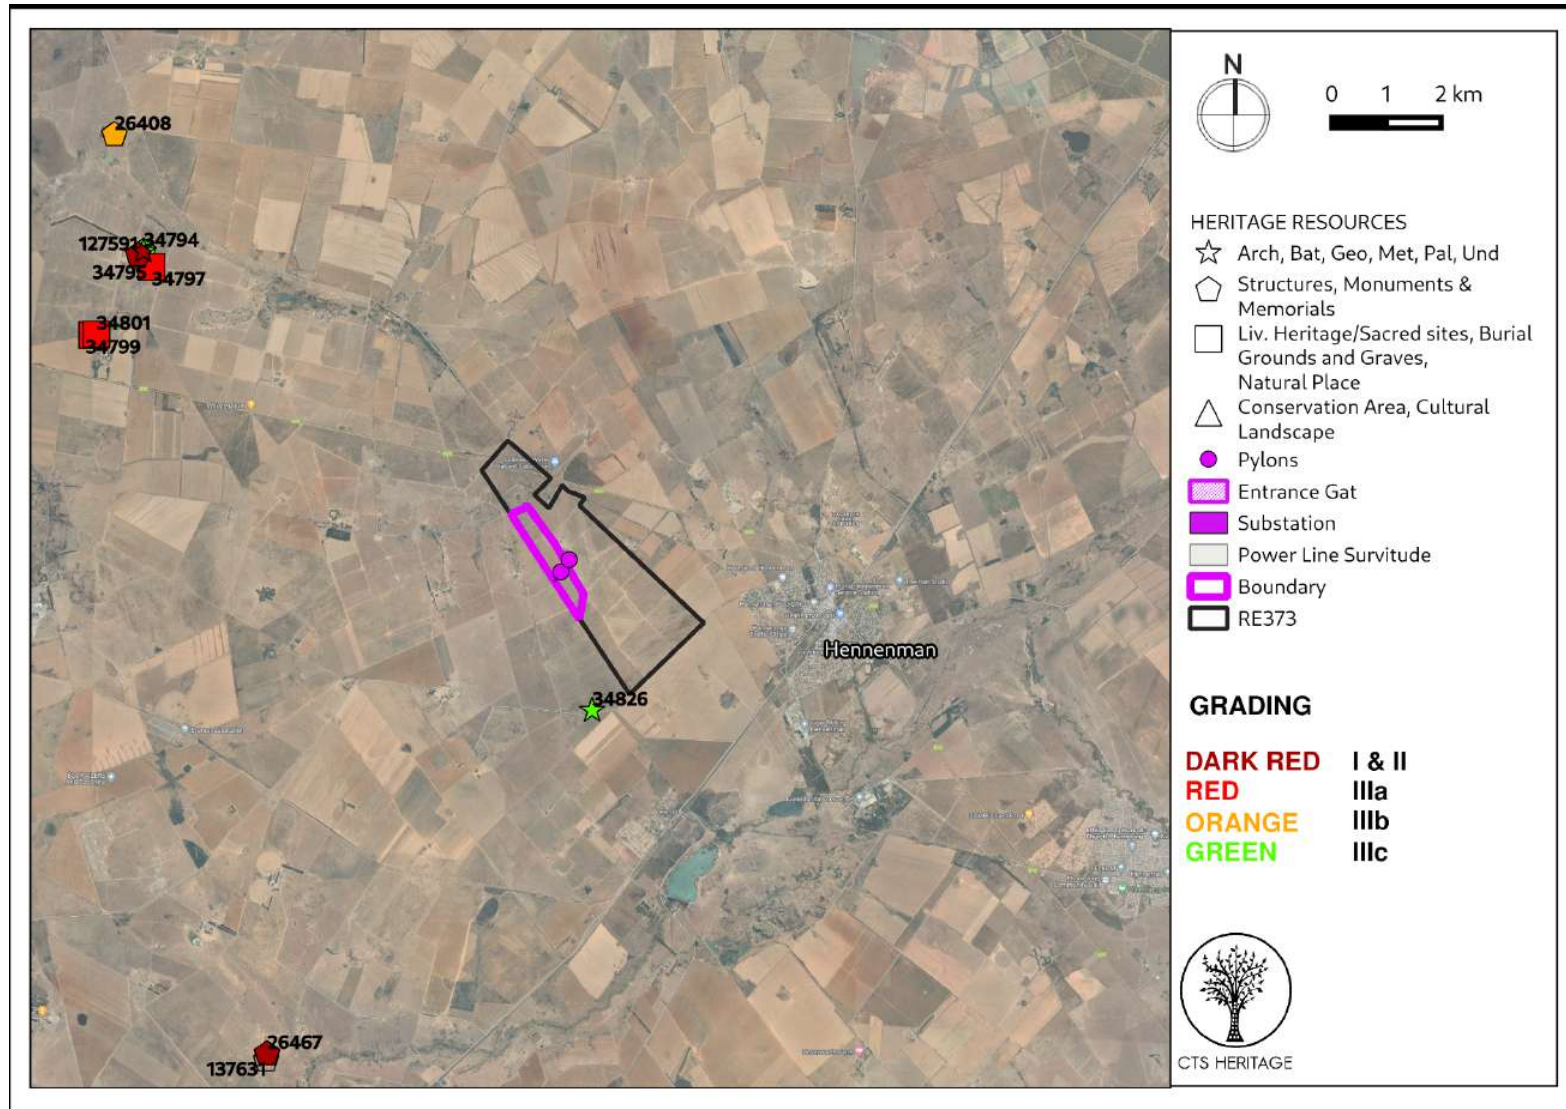 26408
127591
34794
34795
34797
34801
34799
34826
Hennenman
26467
137631
N
0 1 2 km
HERITAGE RESOURCES
Arch, Bat, Geo, Met, Pal, Und
Structures, Monuments &
Memorials
Liv. Heritage/Sacred sites, Burial
Grounds and Graves,
Natural Place
Conservation Area, Cultural
Landscape
Pylons
Entrance Gat
Substation
Power Line Survitude
Boundary
RE373
GRADING
DARK RED I & II
RED IIIa
ORANGE IIIb
GREEN IIIc
CTS HERITAGE